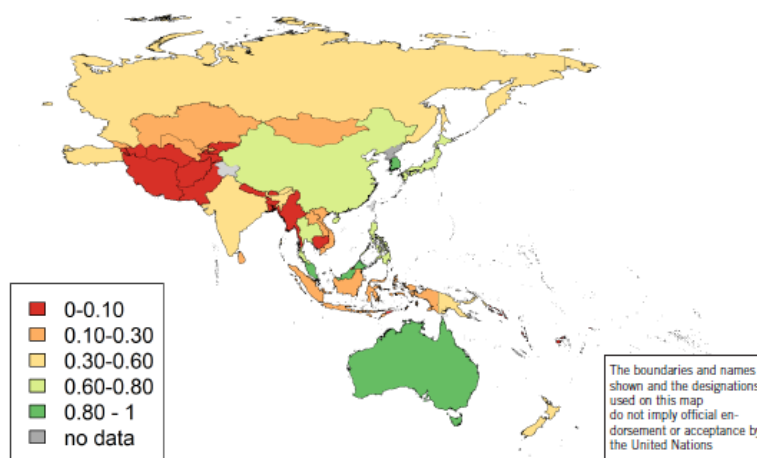 0-0.10
0.10-0.30
0.30-0.60
0.60-0.80
0.80 - 1
no data
The boundaries and names
shown and the designations
used on this map
do not imply official en-
dorsement or acceptance by
the United Nations